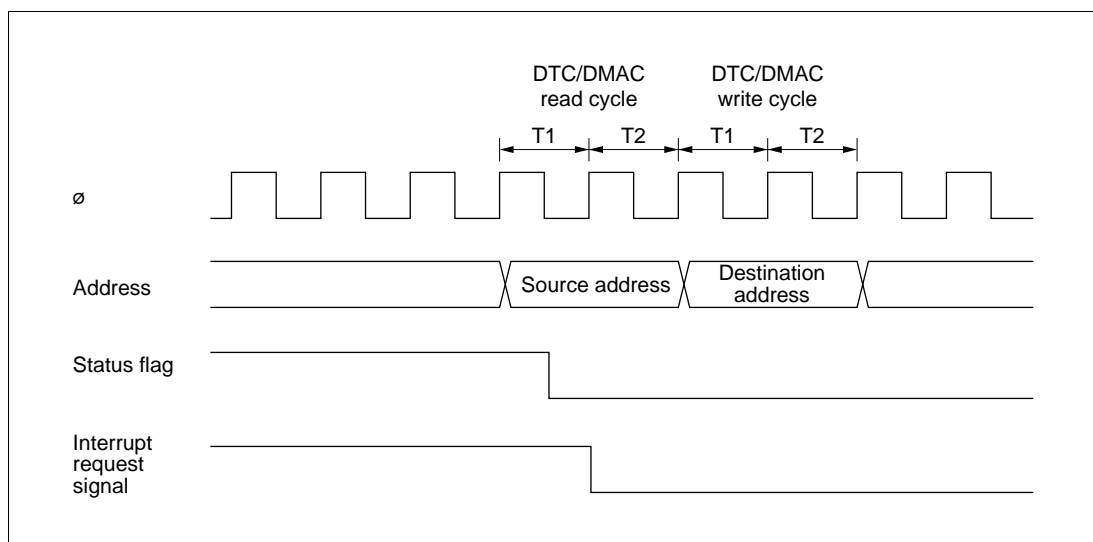 DTC/DMAC
read cycle
DTC/DMAC
write cycle
T1
T2
T1
T2
ø
Address
Source address
Destination
address
Status flag
Interrupt
request
signal